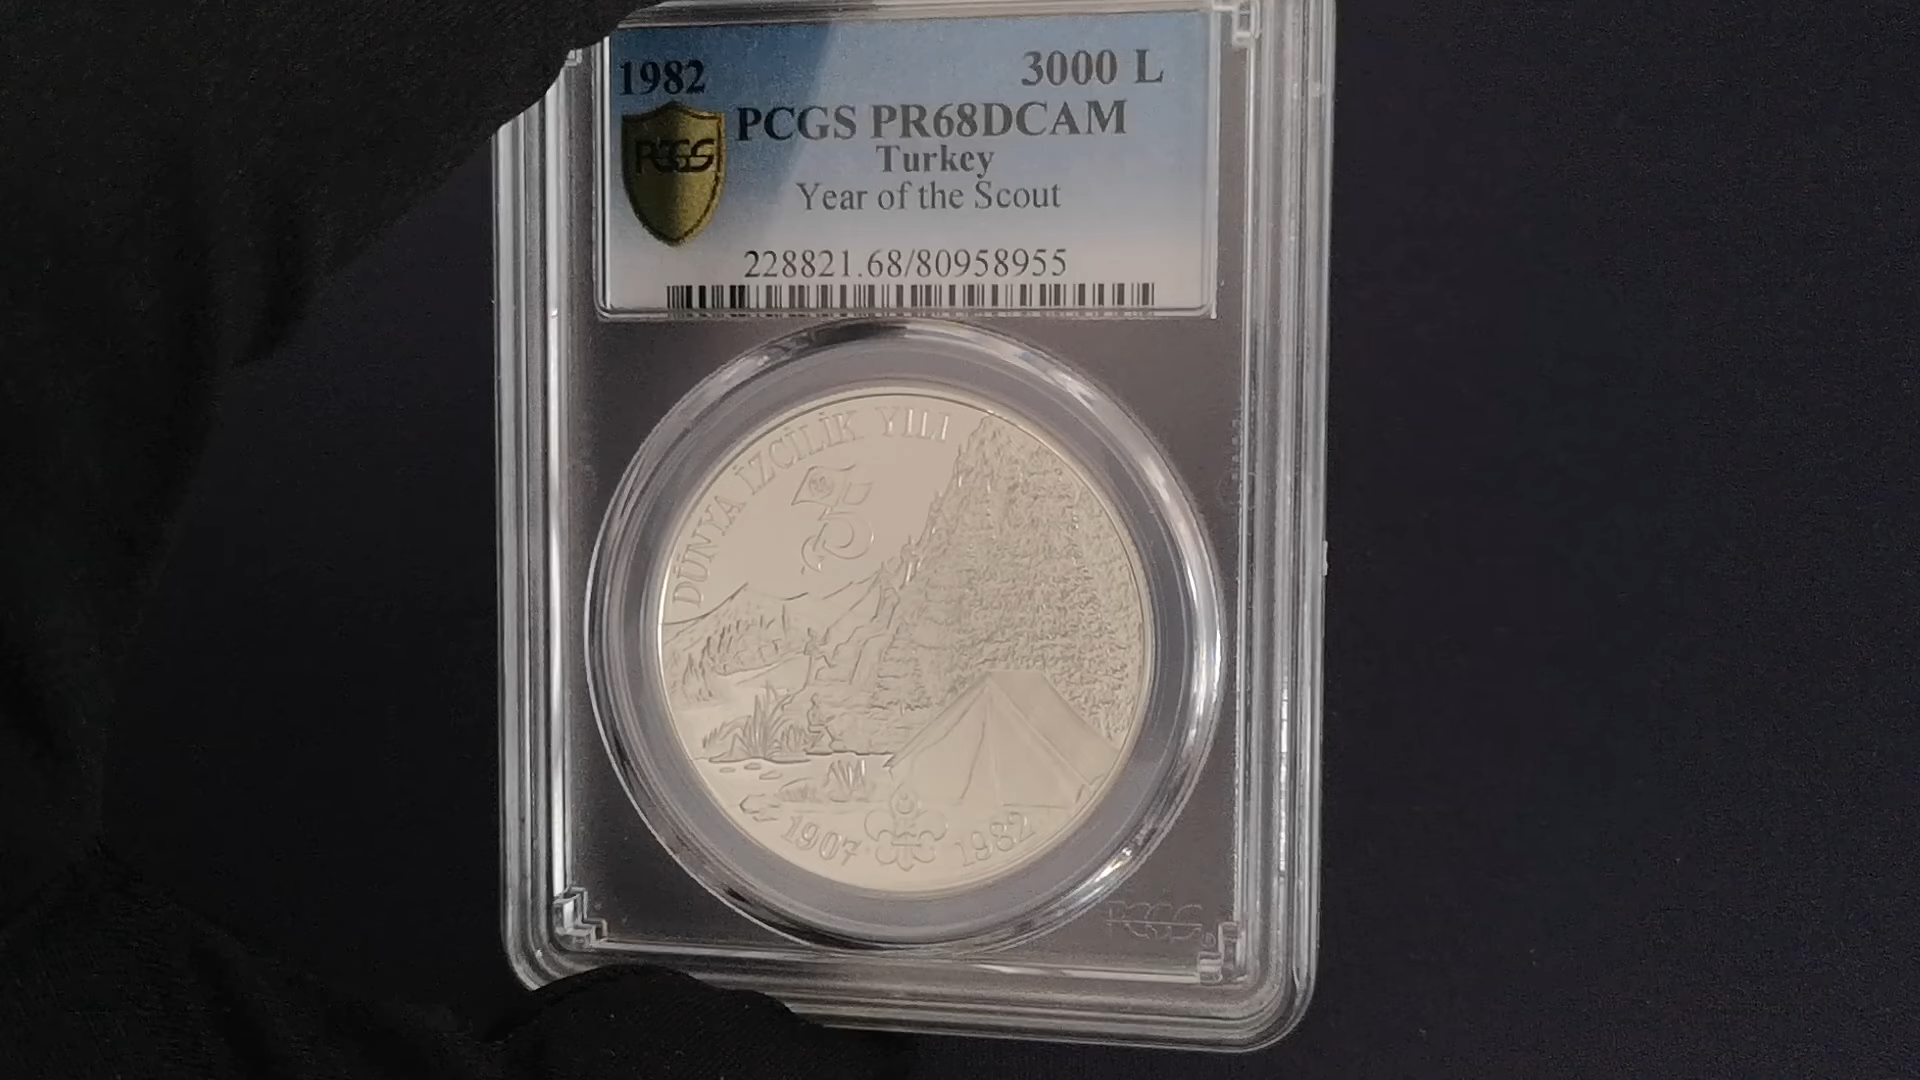 1982 3000 L
PCGS PCGS PR68DCAM
Turkey
Year of the Scout
228821.68/80958955
DÜNYA İZCİLİK YILI
75
1907 1982
PCGS